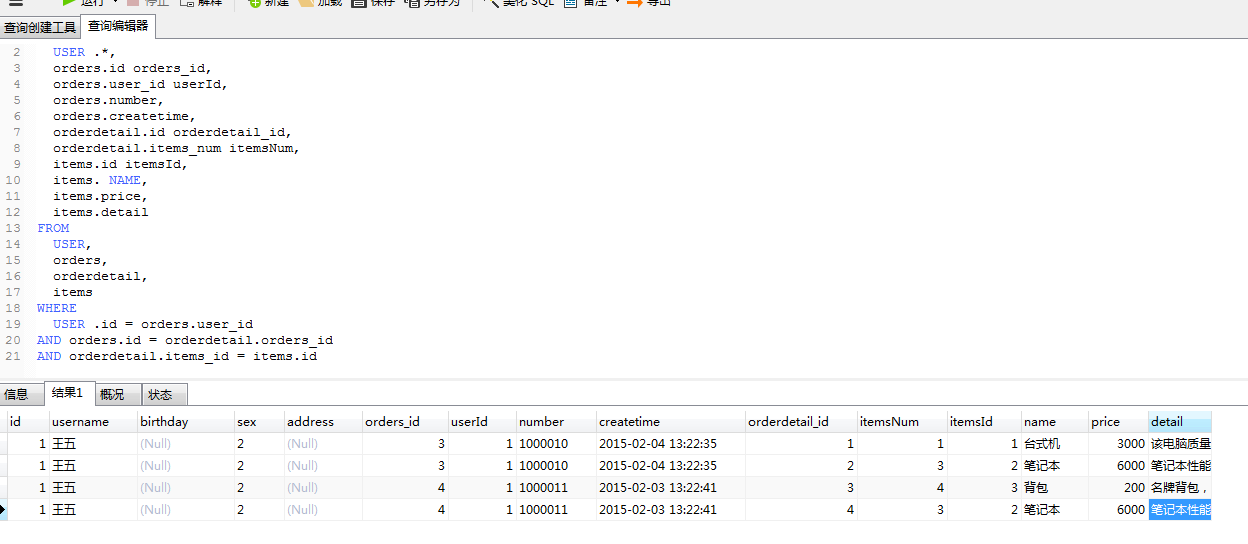 运行 停止 解释 新建 加载 保存 另存为 美化 SQL 备注 导出
查询创建工具 查询编辑器
2 USER .*,
3 orders.id orders_id,
4 orders.user_id userId,
5 orders.number,
6 orders.createtime,
7 orderdetail.id orderdetail_id,
8 orderdetail.items_num itemsNum,
9 items.id itemsId,
10 items. NAME,
11 items.price,
12 items.detail
13 FROM
14 USER,
15 orders,
16 orderdetail,
17 items
18 WHERE
19 USER .id = orders.user_id
20 AND orders.id = orderdetail.orders_id
21 AND orderdetail.items_id = items.id
信息 结果1 概况 状态
id username birthday sex address orders_id userId number createtime orderdetail_id itemsNum itemsId name price detail
1 王五 (Null) 2 (Null) 3 1 1000010 2015-02-04 13:22:35 1 1 1 台式机 3000 该电脑质量
1 王五 (Null) 2 (Null) 3 1 1000010 2015-02-04 13:22:35 2 3 2 笔记本 6000 笔记本性能
1 王五 (Null) 2 (Null) 4 1 1000011 2015-02-03 13:22:41 3 4 3 背包 200 名牌背包，
1 王五 (Null) 2 (Null) 4 1 1000011 2015-02-03 13:22:41 4 3 2 笔记本 6000 笔记本性能